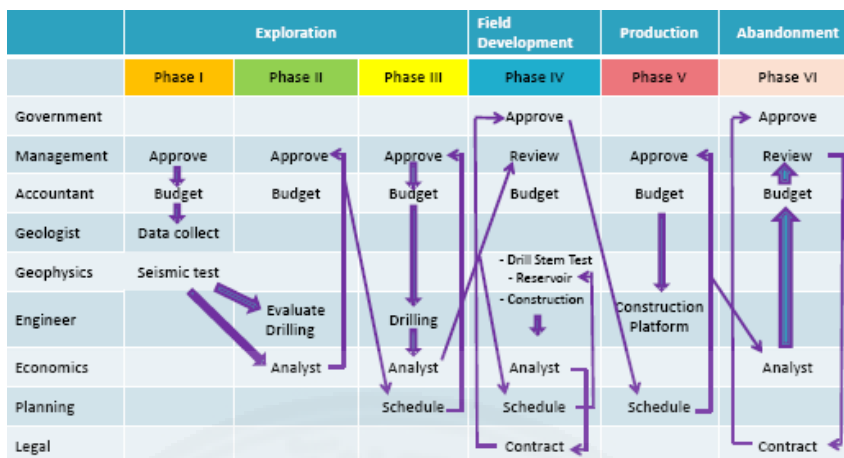 Exploration
Field
Development
Production
Abandonment
Phase I
Phase II
Phase III
Phase IV
Phase V
Phase VI
Government
Approve
Approve
Management
Approve
Approve
Approve
Review
Approve
Review
Accountant
Budget
Budget
Budget
Budget
Budget
Budget
Geologist
Data collect
Geophysics
Seismic test
- Drill Stem Test
- Reservoir
- Construction
Engineer
Evaluate
Drilling
Drilling
Construction
Platform
Economics
Analyst
Analyst
Analyst
Analyst
Planning
Schedule
Schedule
Schedule
Legal
Contract
Contract